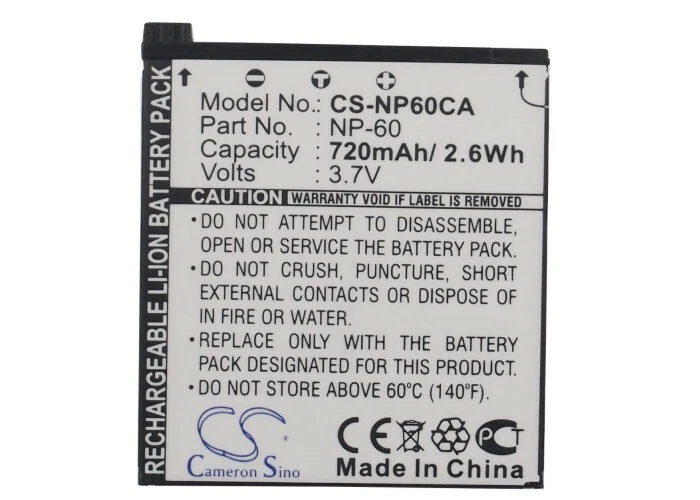 RECHARGEABLE LI-ION BATTERY PACK
- T +
Model No.: CS-NP60CA
Part No. : NP-60
Capacity : 720mAh/ 2.6Wh
Volts : 3.7V
CAUTION WARRANTY VOID IF LABEL IS REMOVED
•DO NOT ATTEMPT TO DISASSEMBLE,
OPEN OR SERVICE THE BATTERY PACK.
•DO NOT CRUSH, PUNCTURE, SHORT
EXTERNAL CONTACTS OR DISPOSE OF
IN FIRE OR WATER.
•REPLACE ONLY WITH THE BATTERY
PACK DESIGNATED FOR THIS PRODUCT.
•DO NOT STORE ABOVE 60°C (140°F).
CS
Cameron Sino
CE PCT
Made in China